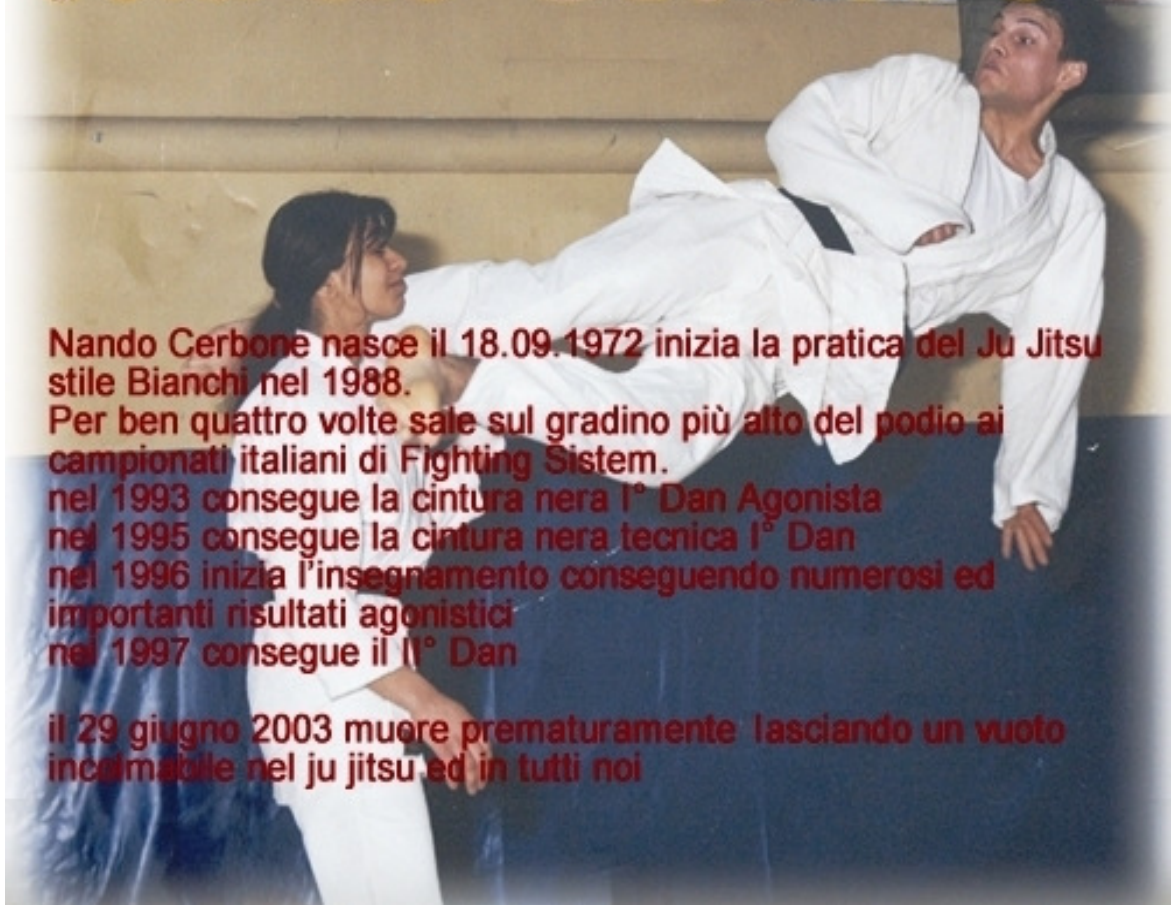 Nando Cerbone nasce il 18.09.1972 inizia la pratica del Ju Jitsu
stile Bianchi nel 1988.
Per ben quattro volte sale sul gradino più alto del podio ai
campionati italiani di Fighting Sistem.
nel 1993 consegue la cintura nera I° Dan Agonista
nel 1995 consegue la cintura nera tecnica I° Dan
nel 1996 inizia l'insegnamento conseguendo numerosi ed
importanti risultati agonistici
nel 1997 consegue il II° Dan
il 29 giugno 2003 muore prematuramente lasciando un vuoto
incolmabile nel ju jitsu ed in tutti noi